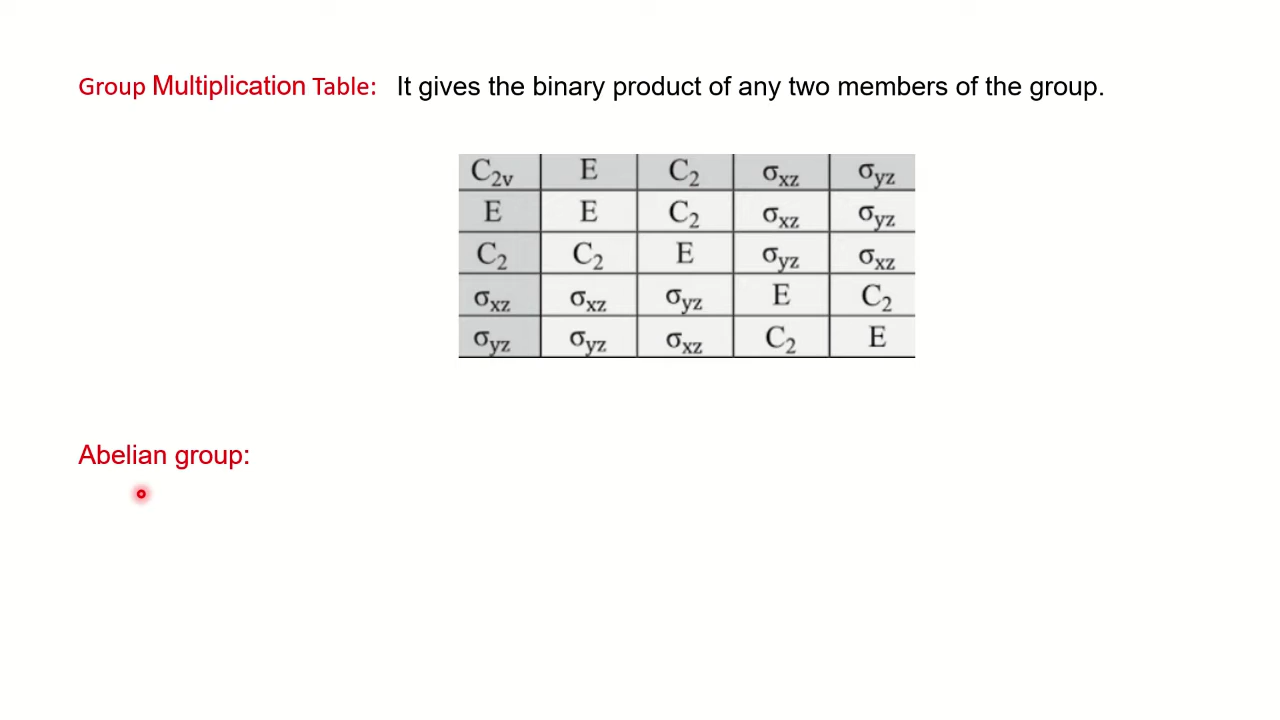 Group Multiplication Table: It gives the binary product of any two members of the group.
C₂ᵥ E C₂ σxz σyz
E E C₂ σxz σyz
C₂ C₂ E σyz σxz
σxz σxz σyz E C₂
σyz σyz σxz C₂ E
Abelian group: